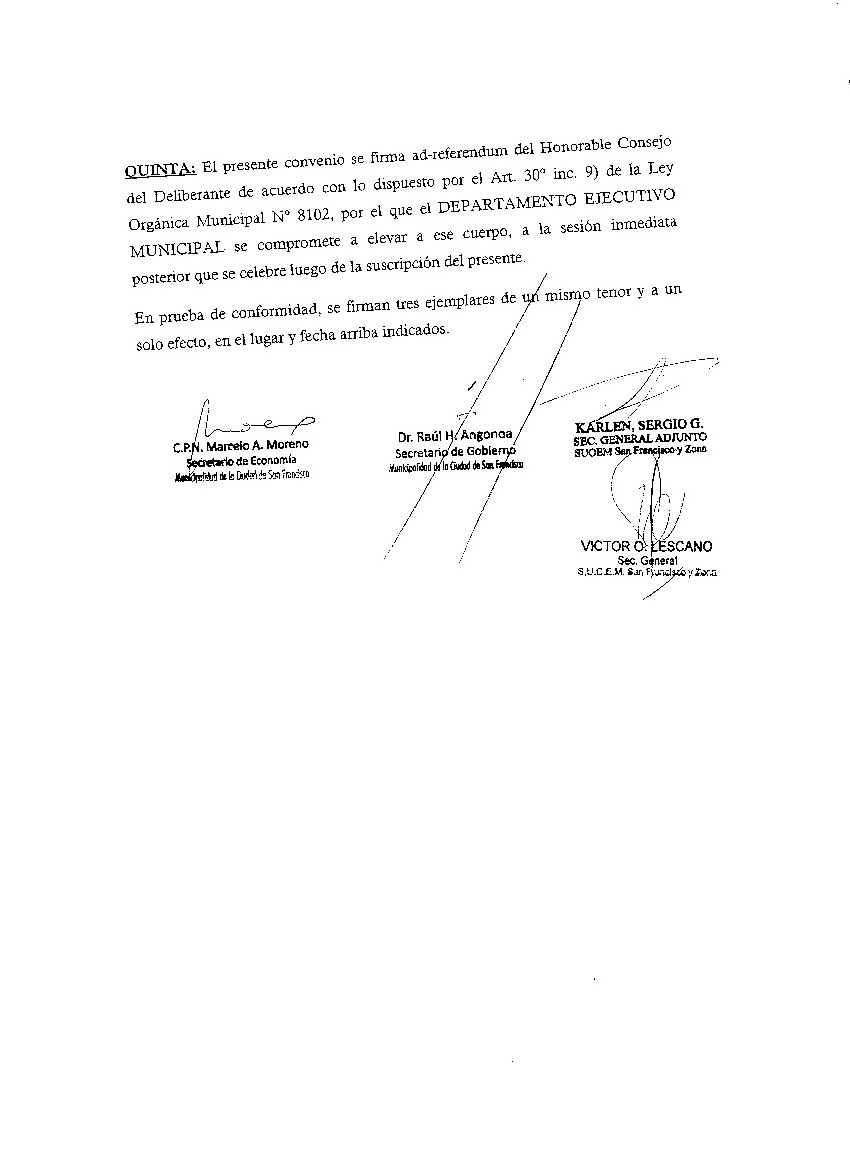 QUINTA: El presente convenio se firma ad-referendum del Honorable Consejo
del Deliberante de acuerdo con lo dispuesto por el Art. 30° inc. 9) de la Ley
Orgánica Municipal N° 8102, por el que el DEPARTAMENTO EJECUTIVO
MUNICIPAL se compromete a elevar a ese cuerpo, a la sesión inmediata
posterior que se celebre luego de la suscripción del presente.
En prueba de conformidad, se firman tres ejemplares de un mismo tenor y a un
solo efecto, en el lugar y fecha arriba indicados.
C.P.N. Marcelo A. Moreno
Secretario de Economía
Municipalidad de la Ciudad de San Francisco
Dr. Raúl H. Angonoa
Secretario de Gobierno
Municipalidad de la Ciudad de San Francisco
KARLEN, SERGIO G.
SEC. GENERAL ADJUNTO
SUOEM San Francisco y Zona
VICTOR O. LESCANO
Sec. General
S.U.O.E.M. San Francisco y Zona